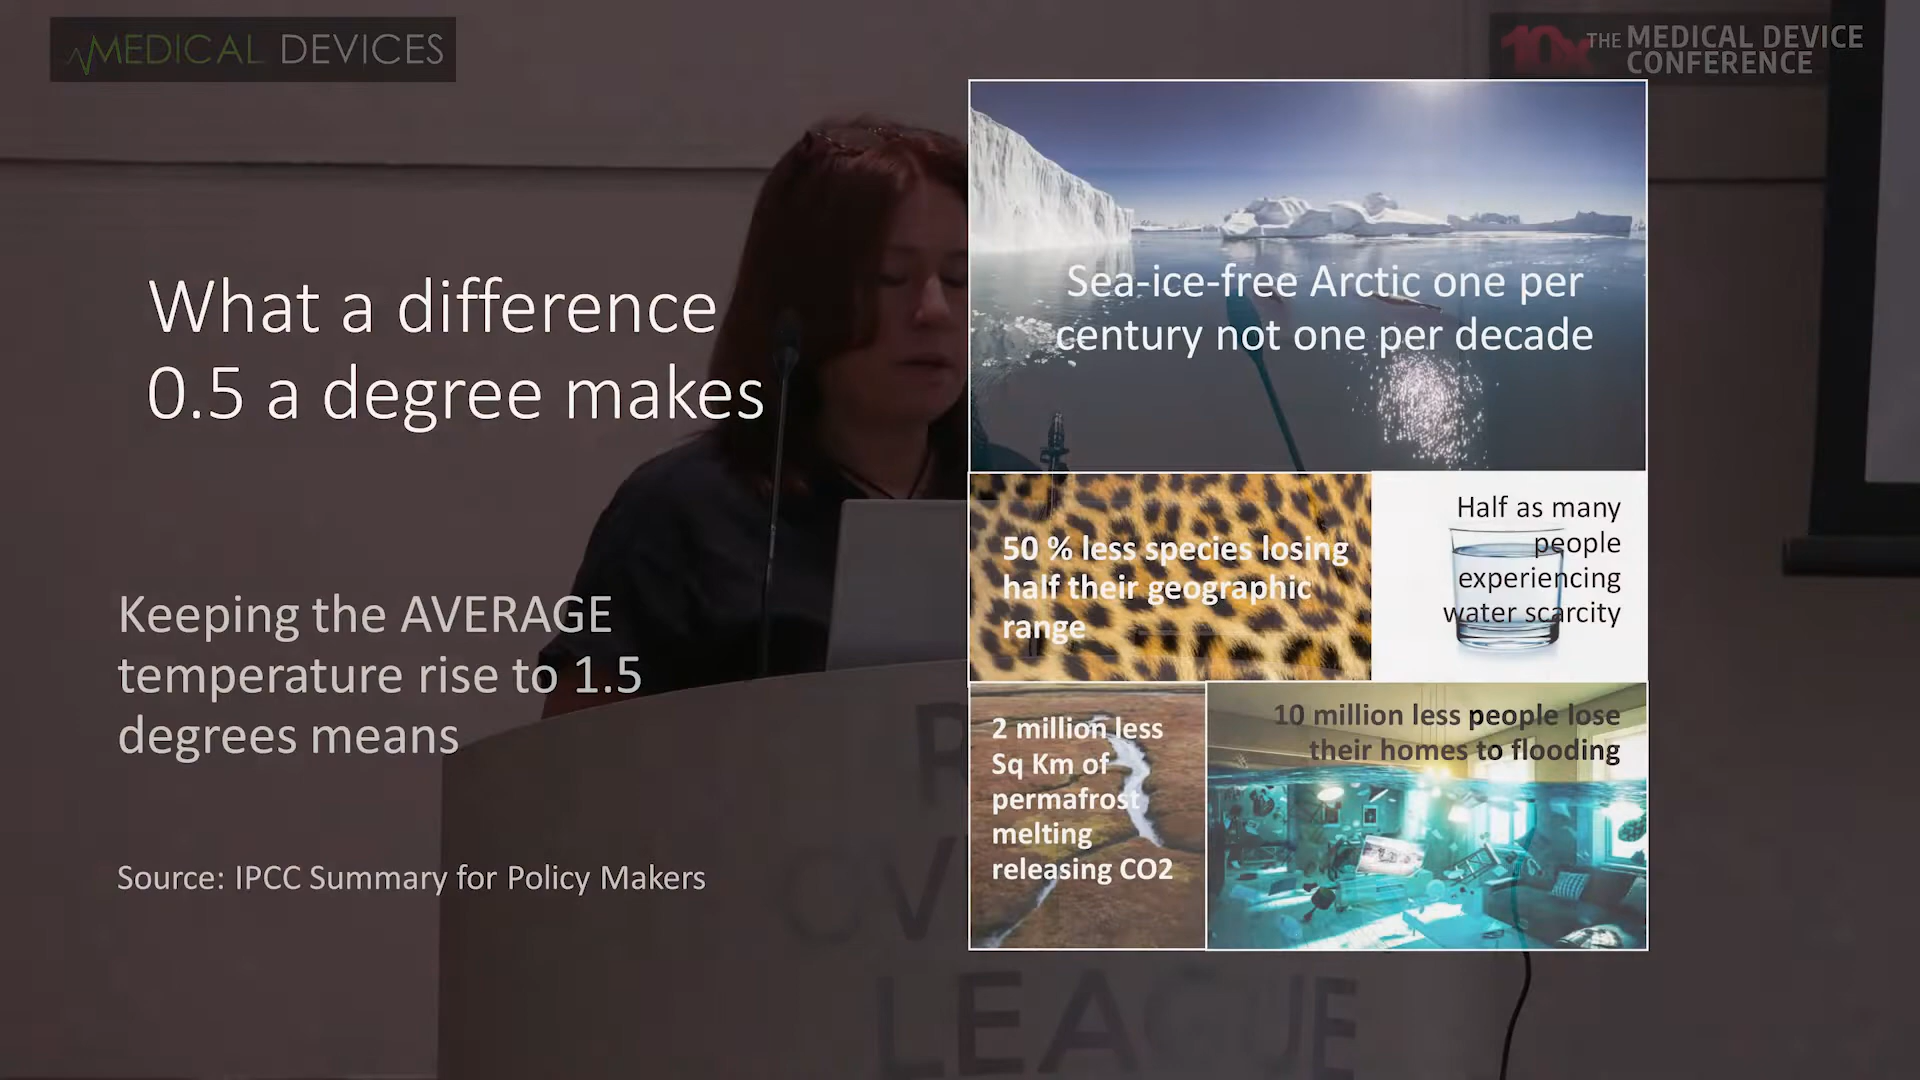 MEDICAL DEVICES
10x THE MEDICAL DEVICE
CONFERENCE
What a difference
0.5 a degree makes
Keeping the AVERAGE
temperature rise to 1.5
degrees means
Source: IPCC Summary for Policy Makers
Sea-ice-free Arctic one per
century not one per decade
50 % less species losing
half their geographic
range
Half as many
people
experiencing
water scarcity
2 million less
Sq Km of
permafrost
melting
releasing CO2
10 million less people lose
their homes to flooding
LEAGUE